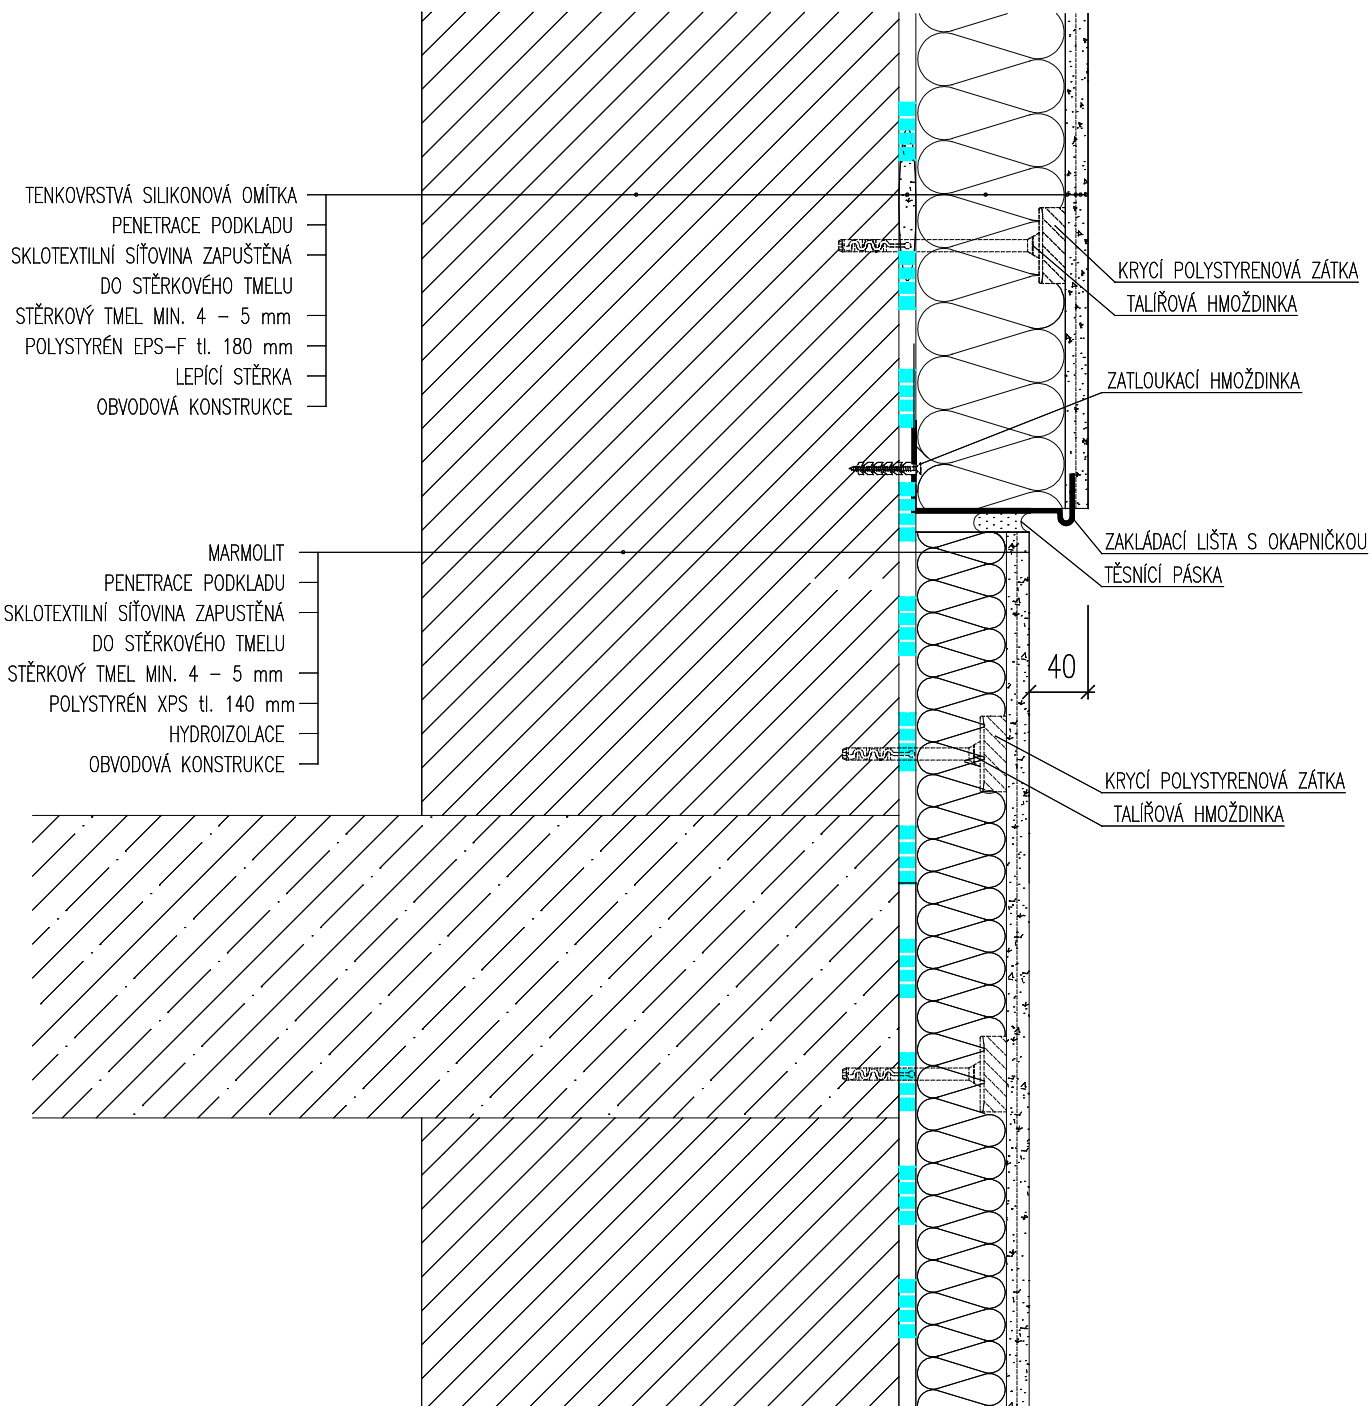 TENKOVRSTVÁ SILIKONOVÁ OMÍTKA
PENETRACE PODKLADU
SKLOTEXTILNÍ SÍŤOVINA ZAPUŠTĚNÁ
DO STĚRKOVÉHO TMELU
STĚRKOVÝ TMEL MIN. 4 – 5 mm
POLYSTYRÉN EPS–F tl. 180 mm
LEPÍCÍ STĚRKA
OBVODOVÁ KONSTRUKCE
KRYCÍ POLYSTYRENOVÁ ZÁTKA
TALÍŘOVÁ HMOŽDINKA
ZATLOUKACÍ HMOŽDINKA
ZAKLÁDACÍ LIŠTA S OKAPNIČKOU
TĚSNÍCÍ PÁSKA
MARMOLIT
PENETRACE PODKLADU
SKLOTEXTILNÍ SÍŤOVINA ZAPUSTĚNÁ
DO STĚRKOVÉHO TMELU
STĚRKOVÝ TMEL MIN. 4 – 5 mm
POLYSTYRÉN XPS tl. 140 mm
HYDROIZOLACE
OBVODOVÁ KONSTRUKCE
40
KRYCÍ POLYSTYRENOVÁ ZÁTKA
TALÍŘOVÁ HMOŽDINKA